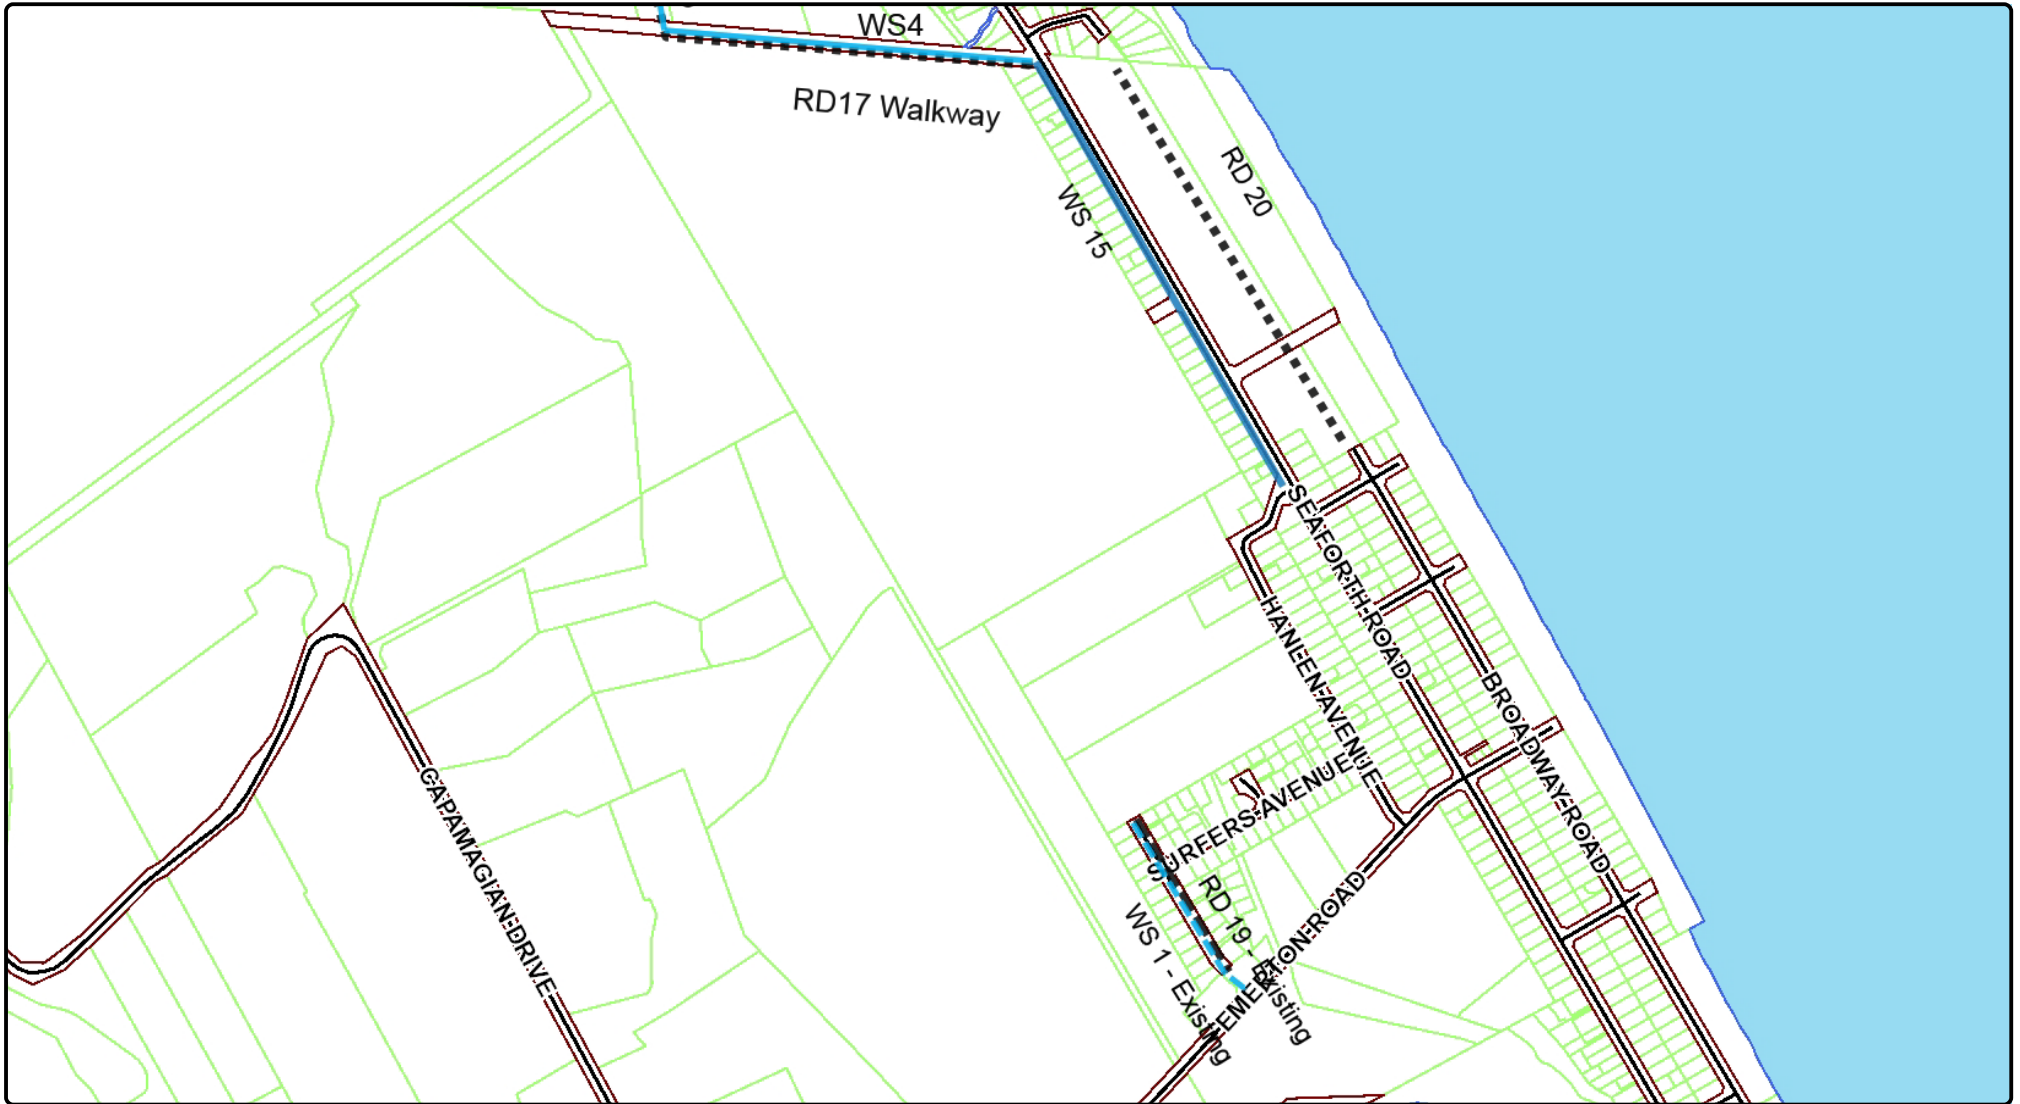 WS4
RD17 Walkway
RD 20
WS 15
SEAFORTH ROAD
HANLEN AVENUE
BROADWAY ROAD
SURFERS AVENUE
CAPAMAGIAN DRIVE
RD 19 - Existing
WS 1 - Existing
EMERTON ROAD